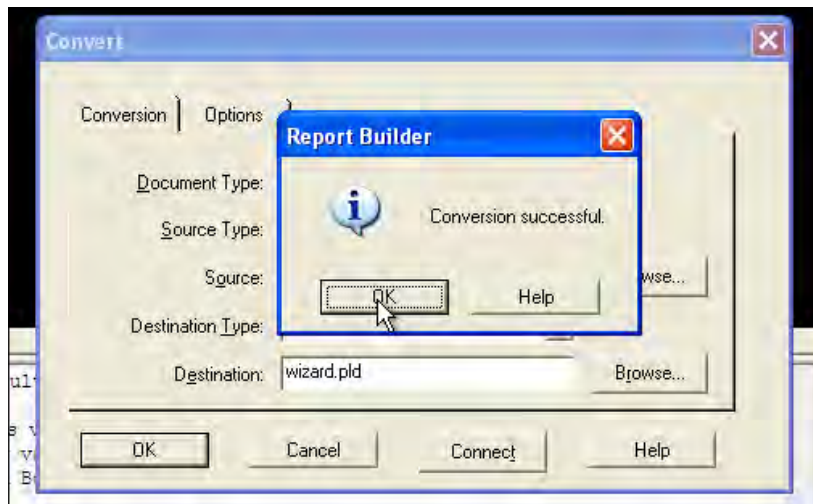 Convert
Conversion Options
Report Builder
Document Type:
Conversion successful.
Source Type:
Source:
wse...
OK Help
Destination Type:
Destination: wizard.pld Browse...
OK Cancel Connect Help